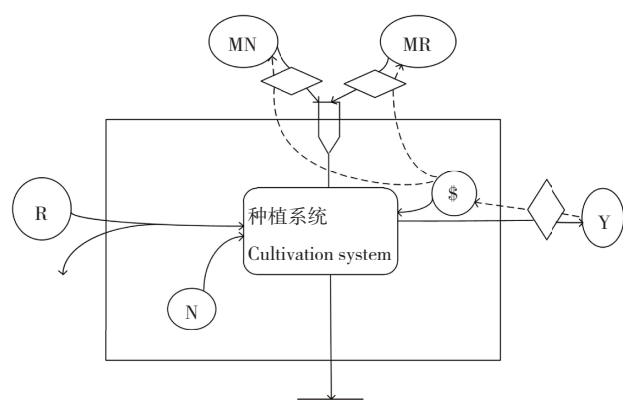 MN
MR
R
$
Y
种植系统
Cultivation system
N